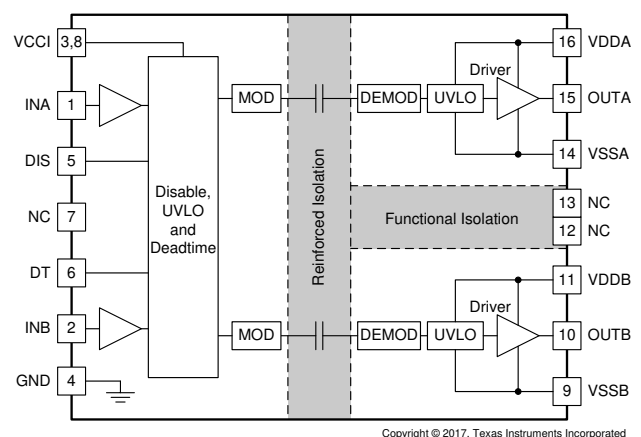 VCCI 3,8
INA 1
DIS 5
NC 7
DT 6
INB 2
GND 4
Disable,
UVLO
and
Deadtime
MOD
MOD
Reinforced Isolation
DEMOD UVLO
Driver
16 VDDA
15 OUTA
14 VSSA
Functional Isolation
13 NC
12 NC
DEMOD UVLO
Driver
11 VDDB
10 OUTB
9 VSSB
Copyright © 2017, Texas Instruments Incorporated